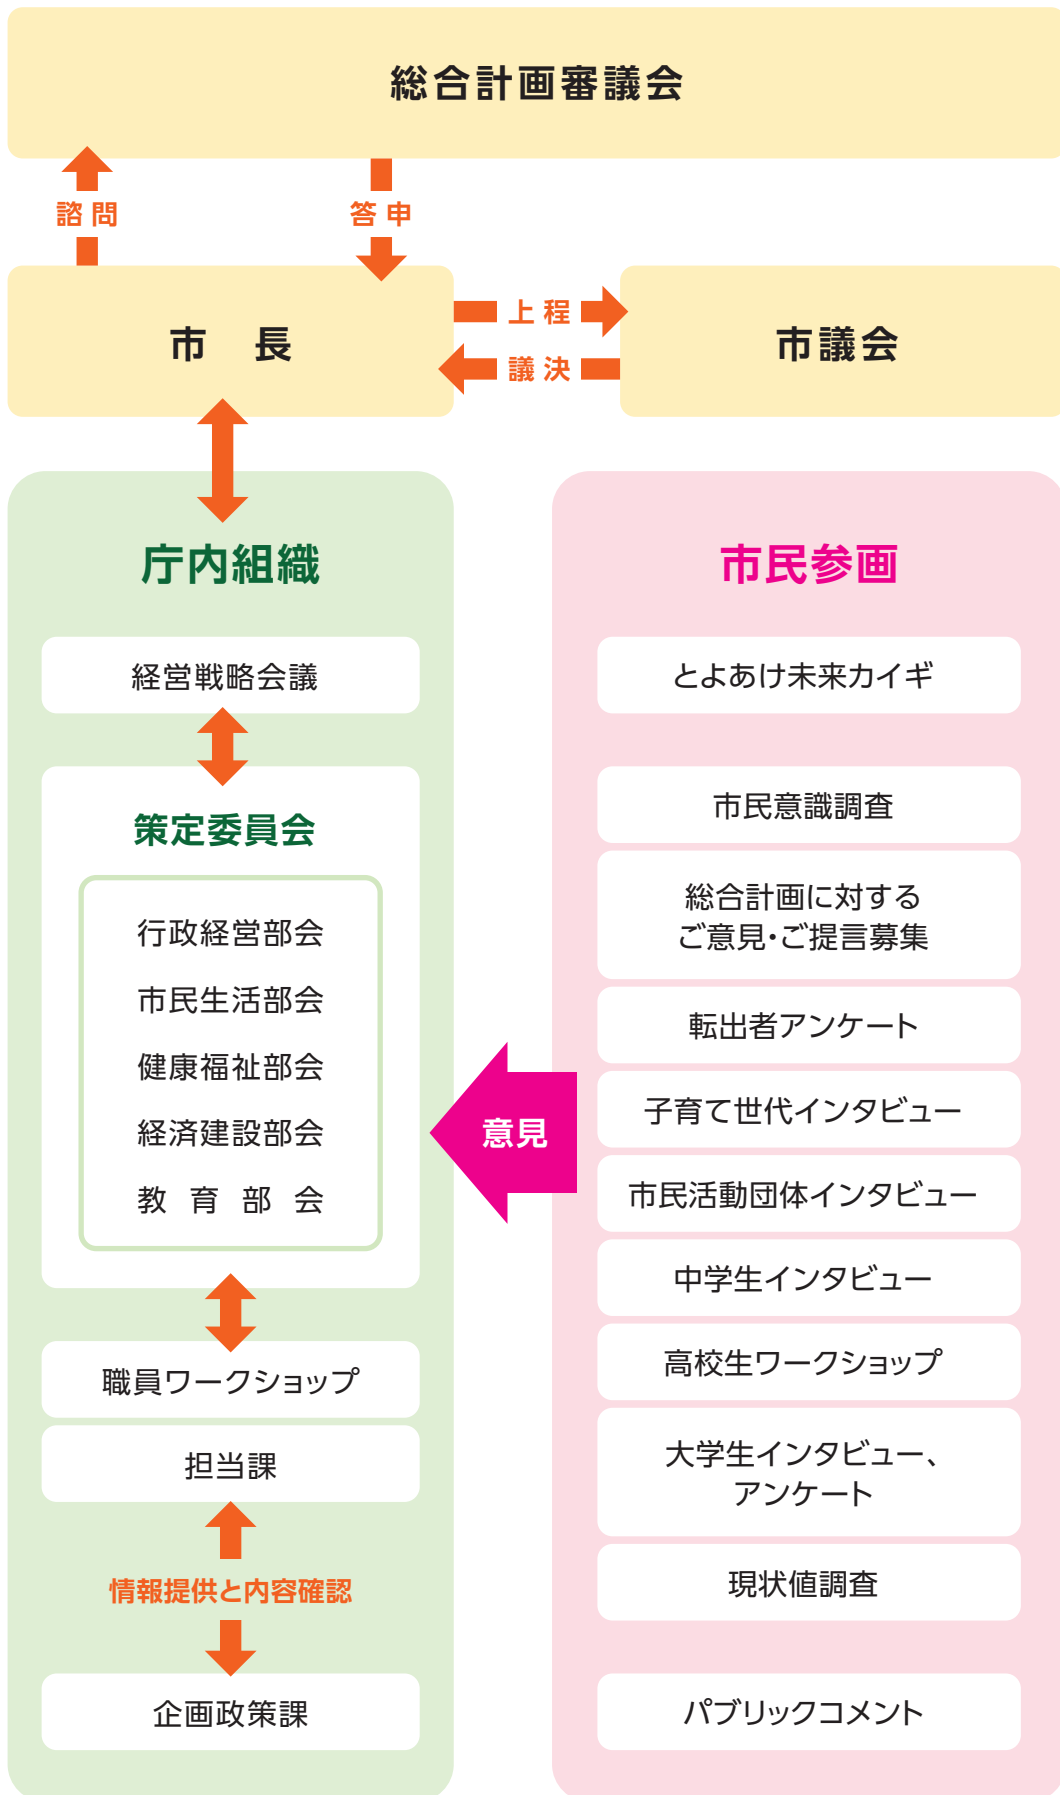 総合計画審議会
諮問
答申
市　長
上程
議決
市議会
庁内組織
経営戦略会議
策定委員会
行政経営部会
市民生活部会
健康福祉部会
経済建設部会
教育部会
職員ワークショップ
担当課
情報提供と内容確認
企画政策課
意見
市民参画
とよあけ未来カイギ
市民意識調査
総合計画に対する
ご意見・ご提言募集
転出者アンケート
子育て世代インタビュー
市民活動団体インタビュー
中学生インタビュー
高校生ワークショップ
大学生インタビュー、
アンケート
現状値調査
パブリックコメント